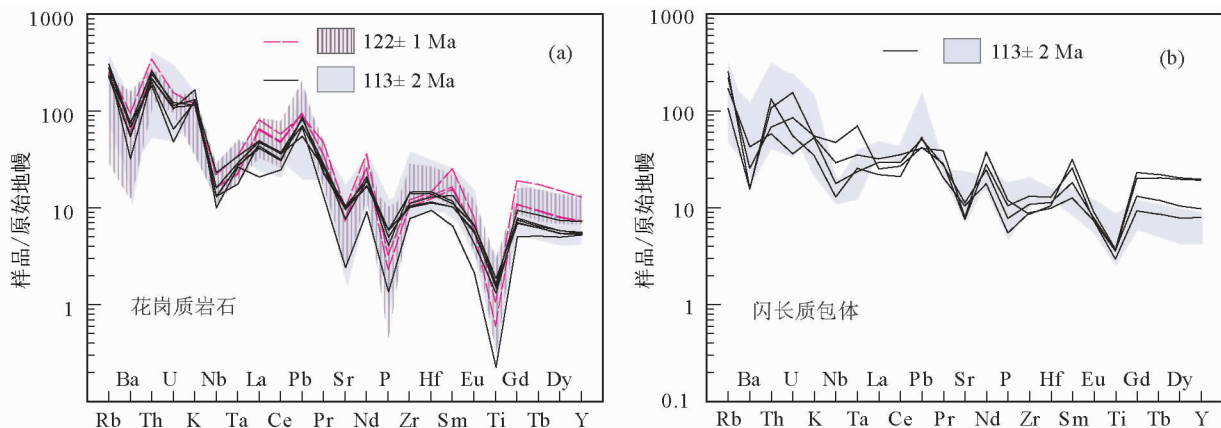 1000
100
10
1
样品/原始地幔
122± 1 Ma
113± 2 Ma
(a)
花岗质岩石
Ba U Nb La Pb Sr P Hf Eu Gd Dy
Rb Th K Ta Ce Pr Nd Zr Sm Ti Tb Y
1000
100
10
1
0.1
样品/原始地幔
113± 2 Ma
(b)
闪长质包体
Ba U Nb La Pb Sr P Hf Eu Gd Dy
Rb Th K Ta Ce Pr Nd Zr Sm Ti Tb Y